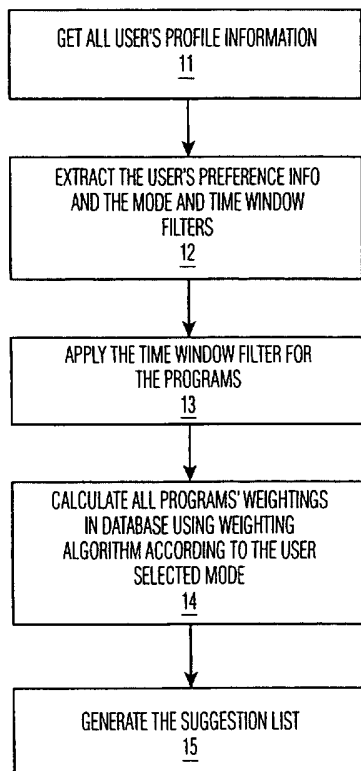 GET ALL USER'S PROFILE INFORMATION
11
EXTRACT THE USER'S PREFERENCE INFO
AND THE MODE AND TIME WINDOW
FILTERS
12
APPLY THE TIME WINDOW FILTER FOR
THE PROGRAMS
13
CALCULATE ALL PROGRAMS' WEIGHTINGS
IN DATABASE USING WEIGHTING
ALGORITHM ACCORDING TO THE USER
SELECTED MODE
14
GENERATE THE SUGGESTION LIST
15